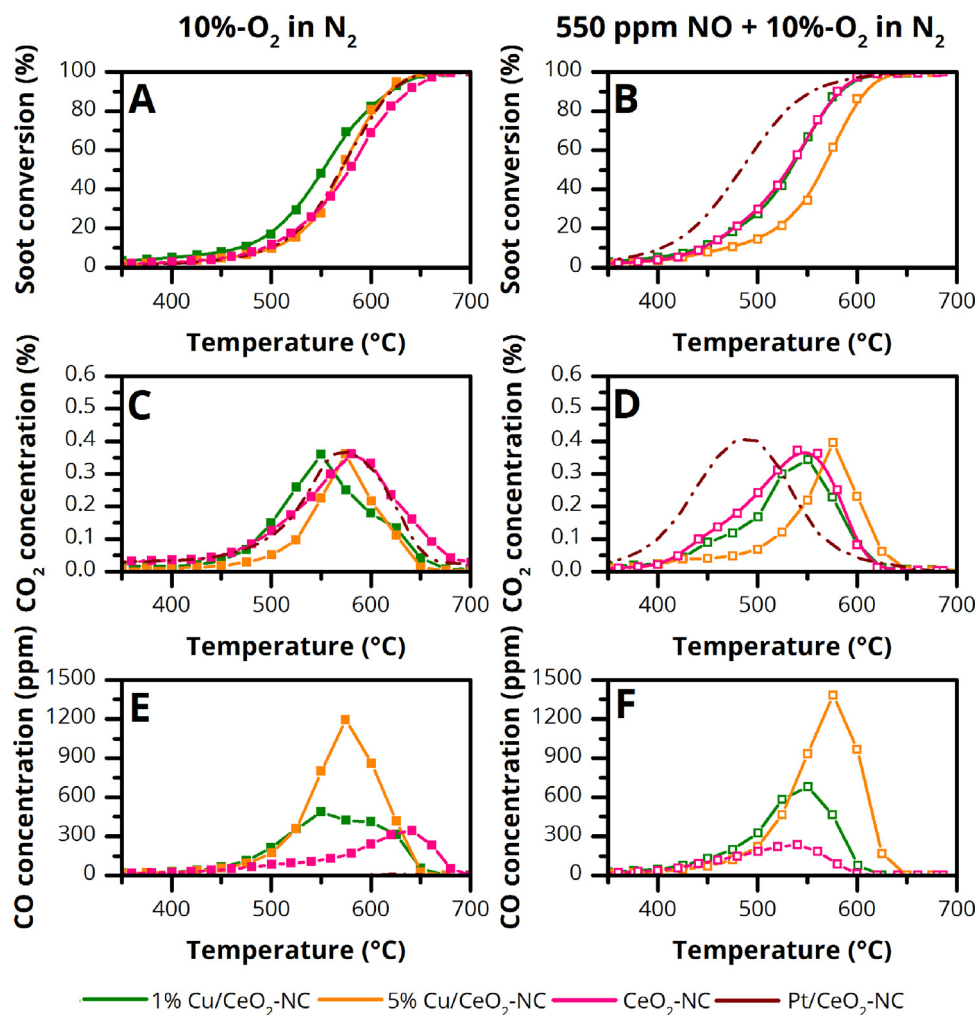 10%-O₂ in N₂
550 ppm NO + 10%-O₂ in N₂
Soot conversion (%)
100
80
60
40
20
0
A
400 500 600 700
Temperature (°C)
Soot conversion (%)
100
80
60
40
20
0
B
400 500 600 700
Temperature (°C)
CO₂ concentration (%)
0.6
0.5
0.4
0.3
0.2
0.1
0.0
C
400 500 600 700
Temperature (°C)
CO₂ concentration (%)
0.6
0.5
0.4
0.3
0.2
0.1
0.0
D
400 500 600 700
Temperature (°C)
CO concentration (ppm)
1500
1200
900
600
300
0
E
400 500 600 700
Temperature (°C)
CO concentration (ppm)
1500
1200
900
600
300
0
F
400 500 600 700
Temperature (°C)
1% Cu/CeO₂-NC 5% Cu/CeO₂-NC CeO₂-NC Pt/CeO₂-NC